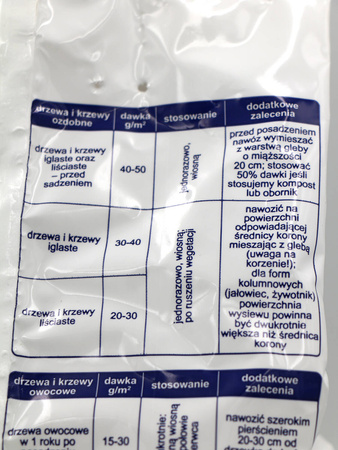 drzewa i krzewy
ozdobne
dawka
g/m²
stosowanie
dodatkowe
zalecenia
drzewa i krzewy
iglaste oraz
liściaste
– przed
sadzeniem
40-50
jednorazowo,
wiosną
przed posadzeniem
nawóz wymieszać
z warstwą gleby
o miąższości
20 cm; stosować
50% dawki jeśli
stosujemy kompost
lub obornik
drzewa i krzewy
iglaste
30-40
jednorazowo, wiosną;
po ruszeniu wegetacji
nawozić na
powierzchni
odpowiadającej
średnicy korony
mieszając z glebą
(uwaga na
korzenie!);
dla form
kolumnowych
(jałowiec, żywotnik)
powierzchnia
wysiewu powinna
być dwukrotnie
większa niż średnica
korony
drzewa i krzewy
liściaste
20-30
drzewa i krzewy
owocowe
dawka
g/m²
stosowanie
dodatkowe
zalecenia
drzewa owocowe
w 1 roku po
15-30
wiosną
nawozić szerokim
pierścieniem
20-30 cm od